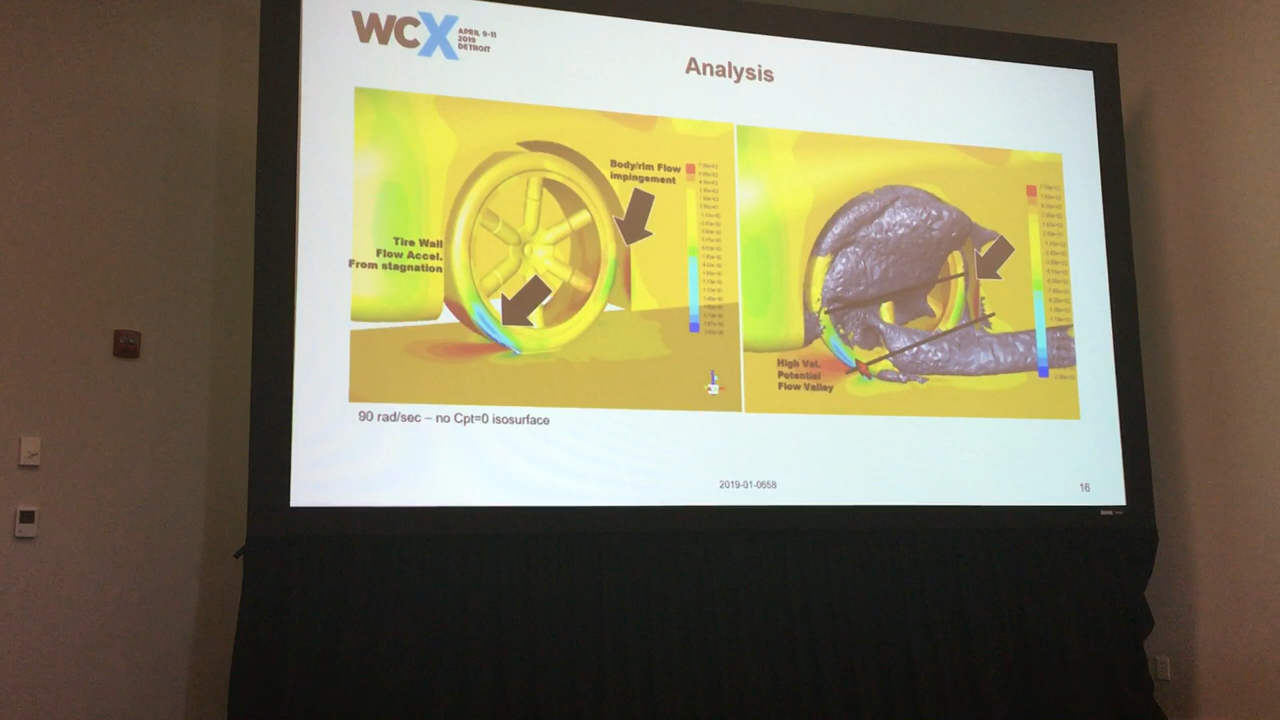 WCX
APRIL 9-11
2019
DETROIT
Analysis
Body/rim Flow
impingement
Tire Wall
Flow Accel.
From stagnation
High Vel.
Potential
Flow Valley
90 rad/sec – no Cpt=0 isosurface
2019-01-0658
16